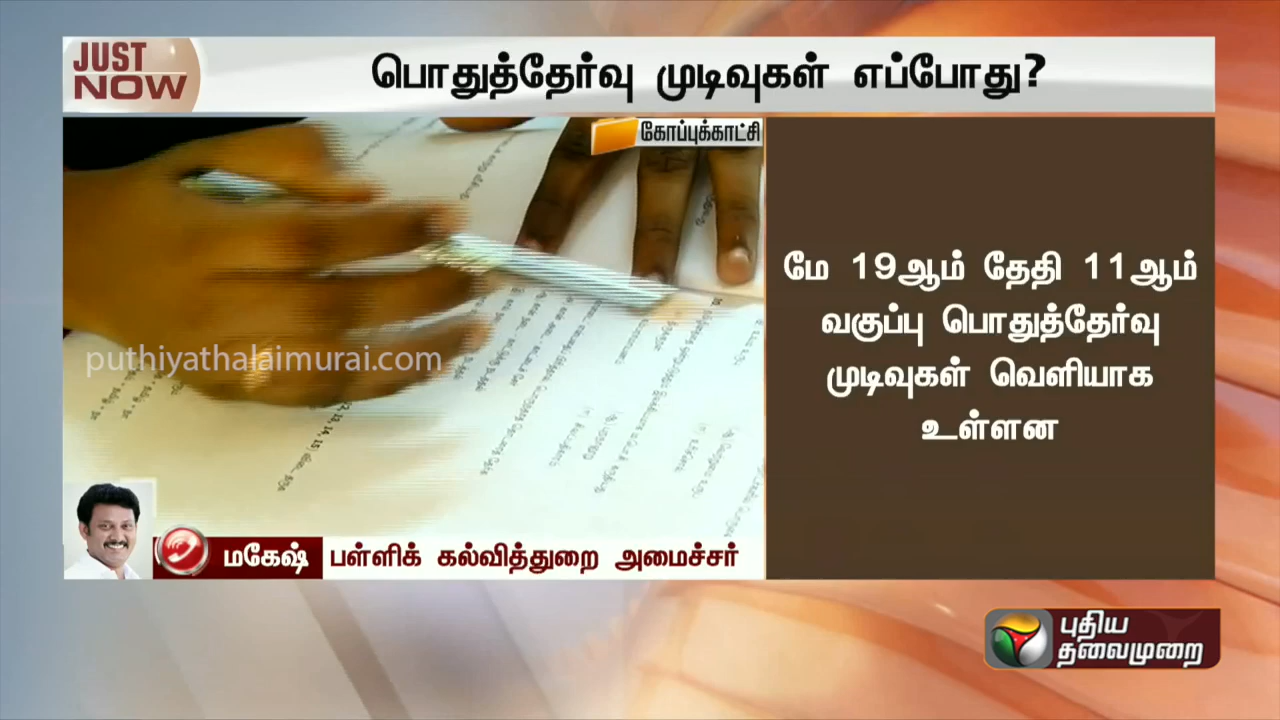 JUST
NOW
பொதுத்தேர்வு முடிவுகள் எப்போது?
கோப்புக்காட்சி
puthiyathalaimurai.com
மே 19ஆம் தேதி 11ஆம்
வகுப்பு பொதுத்தேர்வு
முடிவுகள் வெளியாக
உள்ளன
மகேஷ் பள்ளிக் கல்வித்துறை அமைச்சர்
புதிய
தலைமுறை